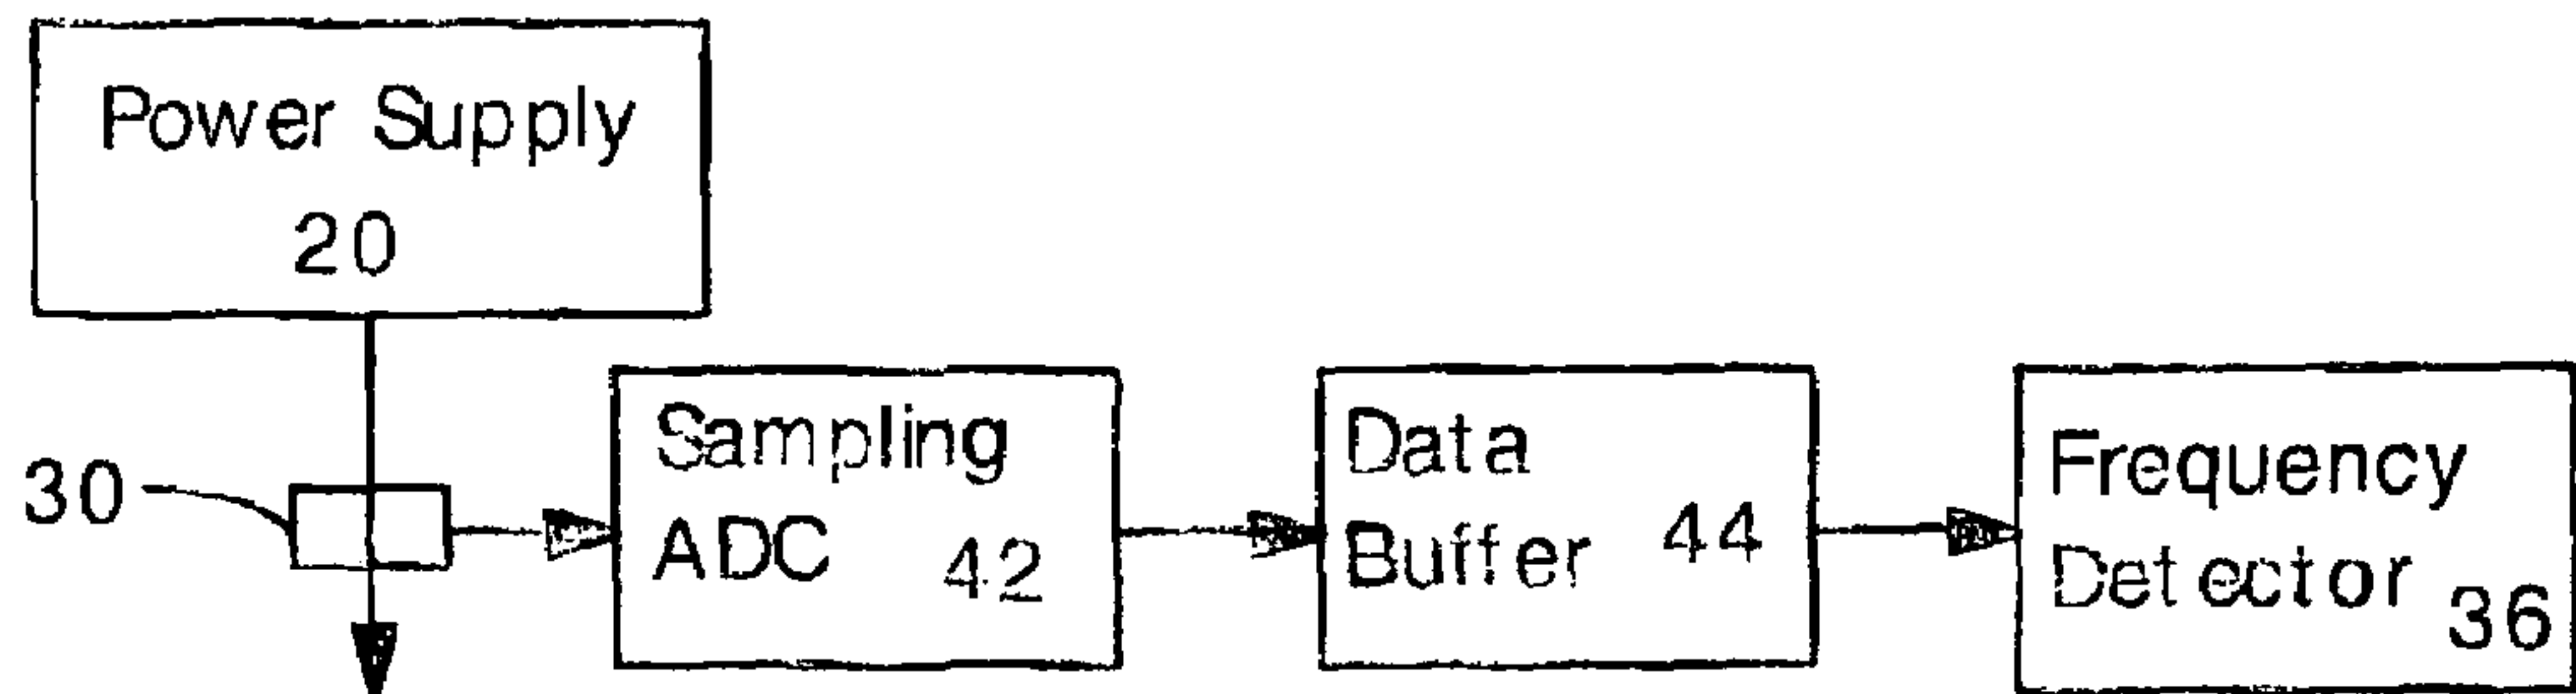 Power Supply
20
30
Sampling
ADC 42
Data
Buffer 44
Frequency
Detector 36